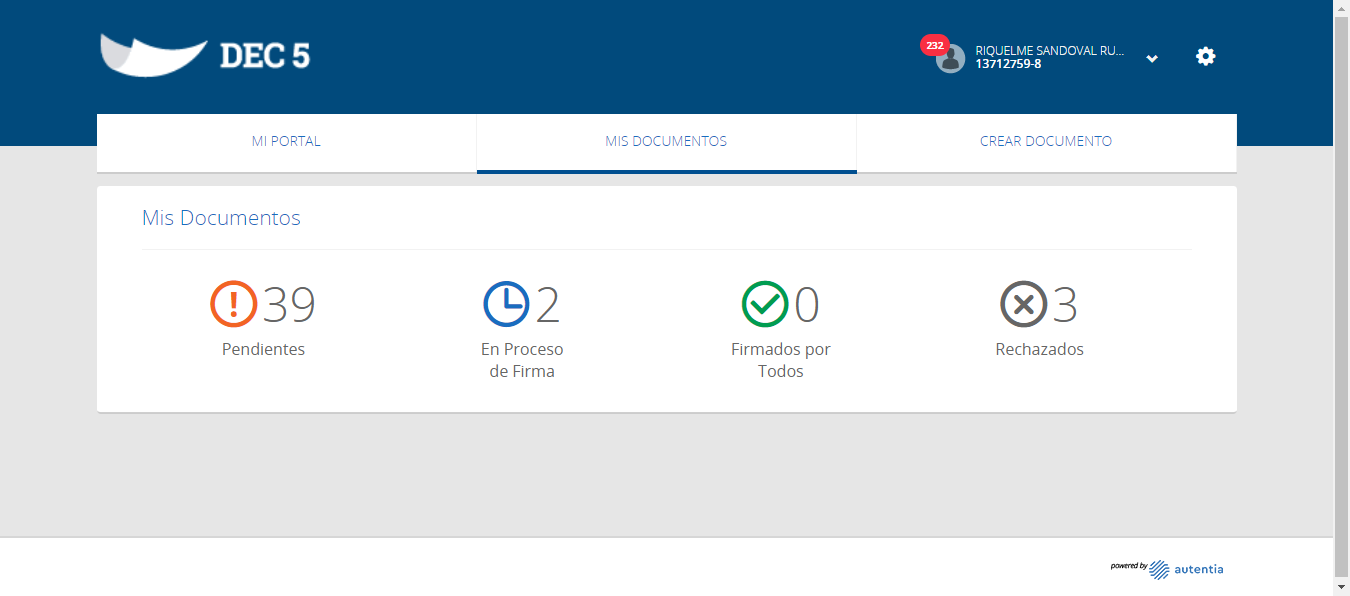 DEC 5
232
RIQUELME SANDOVAL RU...
13712759-8
MI PORTAL
MIS DOCUMENTOS
CREAR DOCUMENTO
Mis Documentos
39
Pendientes
2
En Proceso
de Firma
0
Firmados por
Todos
3
Rechazados
powered by autentia